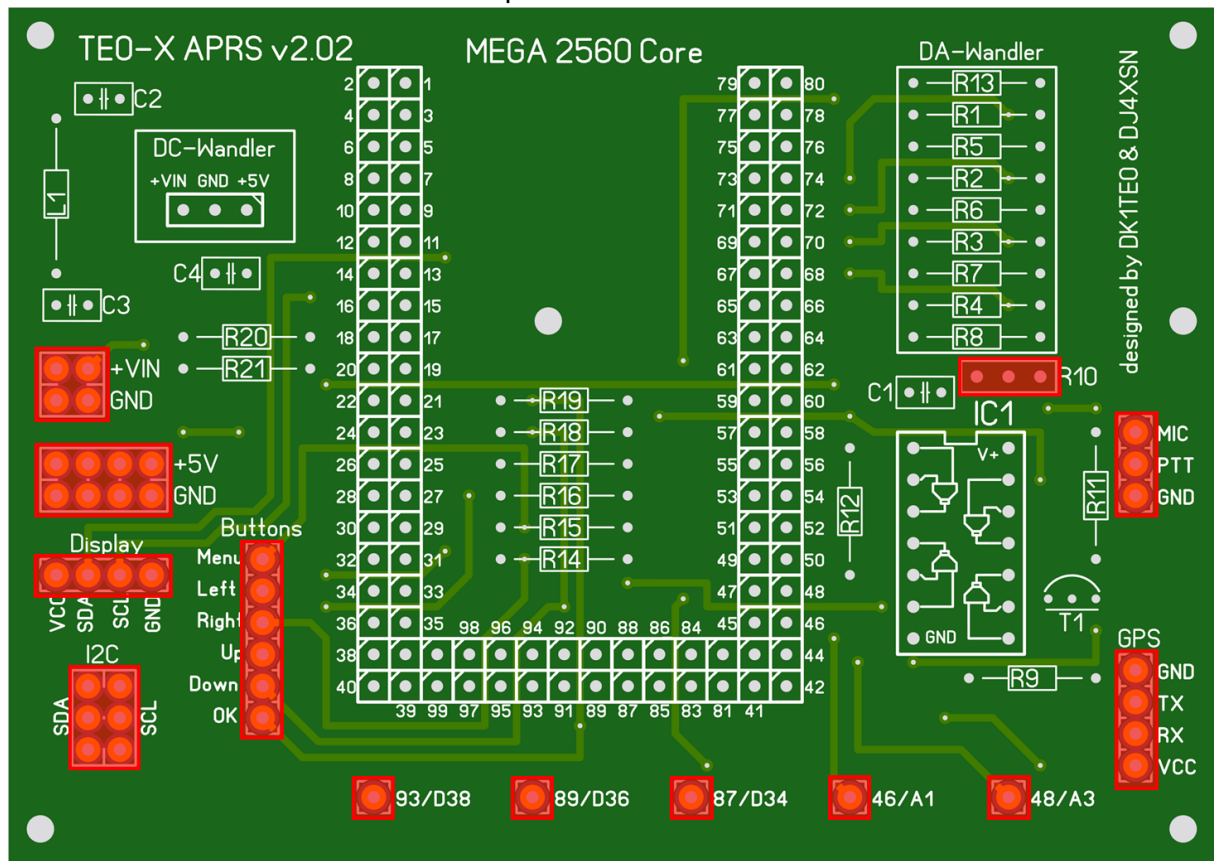 TEO-X APRS v2.02
MEGA 2560 Core
DA-Wandler
designed by DK1TEO & DJ4XSN
C2
L1
DC-Wandler
+VIN GND +5V
C4
C3
R20
R21
+VIN
GND
+5V
GND
Display
VCC
SDA
SCL
GND
I2C
SDA
SCL
Buttons
Menu
Left
Right
Up
Down
OK
2 1
4 3
6 5
8 7
10 9
12 11
14 13
16 15
18 17
20 19
22 21
24 23
26 25
28 27
30 29
32 31
34 33
36 35
38
40
98 96 94 92 90 88 86 84
39 99 97 95 93 91 89 87 85 83 81 41
79 80
77 78
75 76
73 74
71 72
69 70
67 68
65 66
63 64
61 62
59 60
57 58
55 56
53 54
51 52
49 50
47 48
45 46
44
42
R19
R18
R17
R16
R15
R14
R13
R1
R5
R2
R6
R3
R7
R4
R8
R10
C1
IC1
V+
GND
R12
R11
MIC
PTT
GND
T1
R9
GPS
GND
TX
RX
VCC
93/D38
89/D36
87/D34
46/A1
48/A3